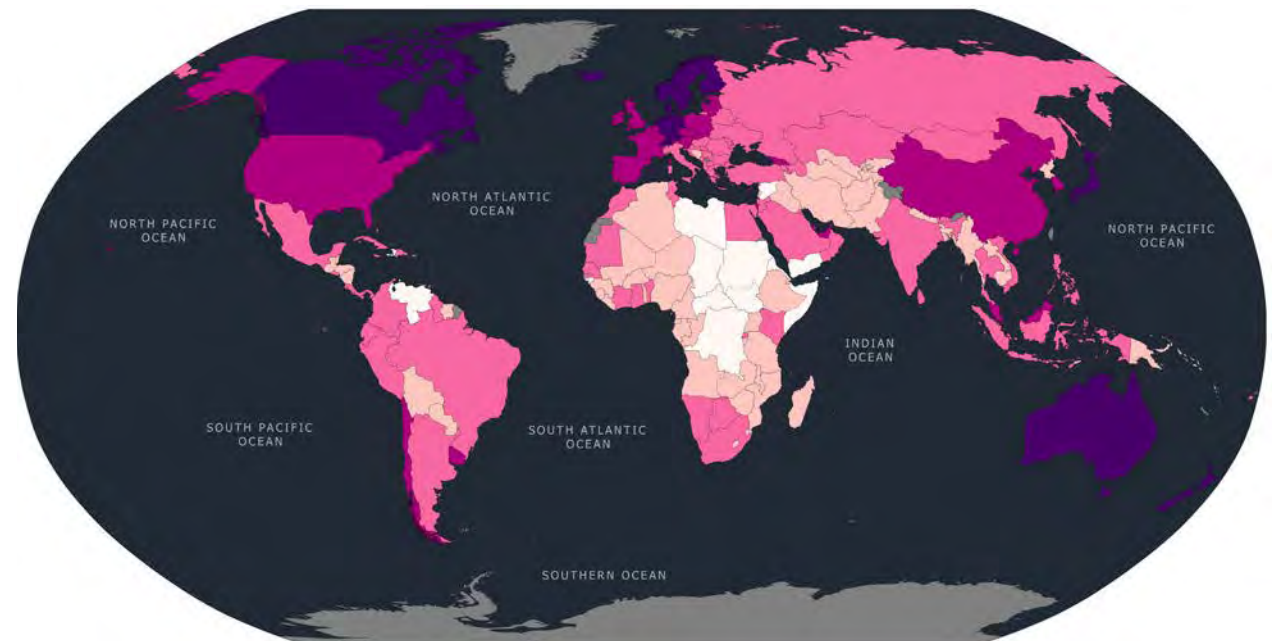 NORTH ATLANTIC
OCEAN
NORTH PACIFIC
OCEAN
NORTH PACIFIC
OCEAN
INDIAN
OCEAN
SOUTH PACIFIC
OCEAN
SOUTH ATLANTIC
OCEAN
SOUTHERN OCEAN